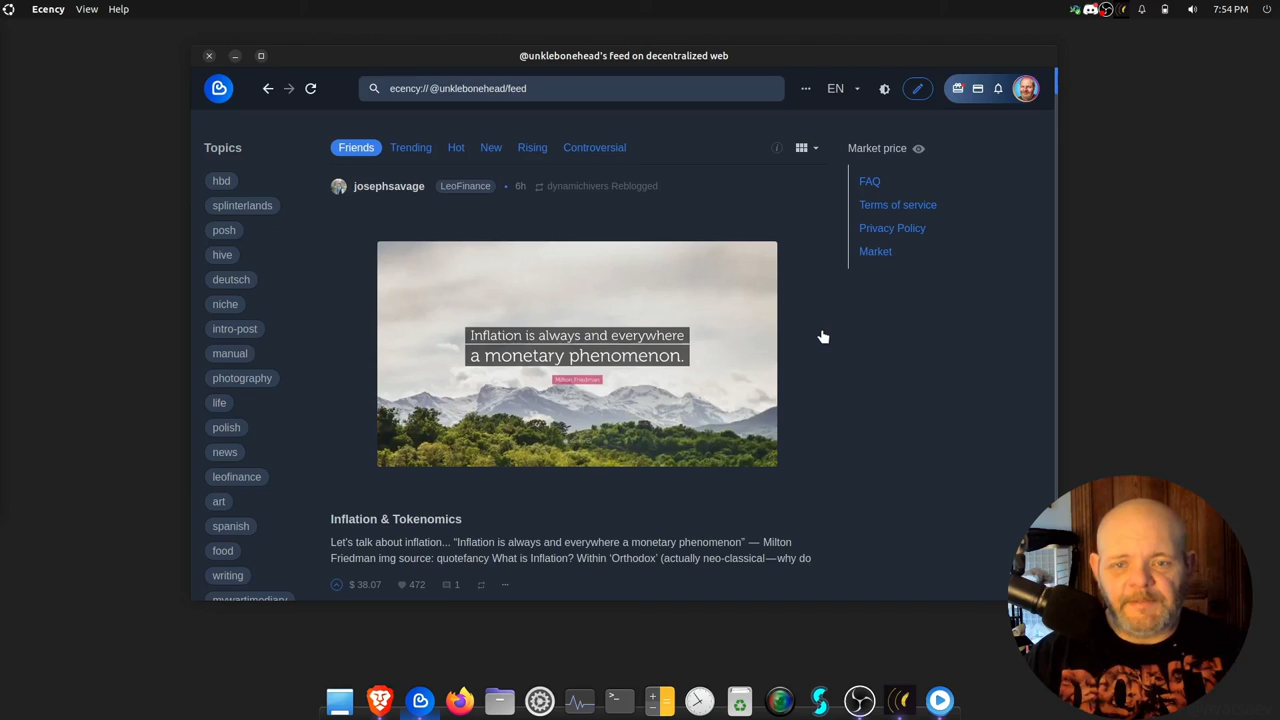 Ecency View Help
7:54 PM
@unklebonehead's feed on decentralized web
ecency:// @unklebonehead/feed
EN
Topics
hbd
splinterlands
posh
hive
deutsch
niche
intro-post
manual
photography
life
polish
news
leofinance
art
spanish
food
writing
mywartimediary
Friends Trending Hot New Rising Controversial
josephsavage LeoFinance • 6h dynamichivers Reblogged
Inflation is always and everywhere
a monetary phenomenon.
Milton Friedman
Inflation & Tokenomics
Let's talk about inflation... “Inflation is always and everywhere a monetary phenomenon” — Milton
Friedman img source: quotefancy What is Inflation? Within ‘Orthodox’ (actually neo-classical—why do
$ 38.07 472 1 ...
Market price
FAQ
Terms of service
Privacy Policy
Market